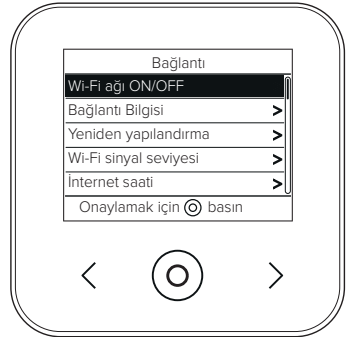 Bağlantı
Wi-Fi ağı ON/OFF
Bağlantı Bilgisi >
Yeniden yapılandırma >
Wi-Fi sinyal seviyesi >
İnternet saati >
Onaylamak için basın